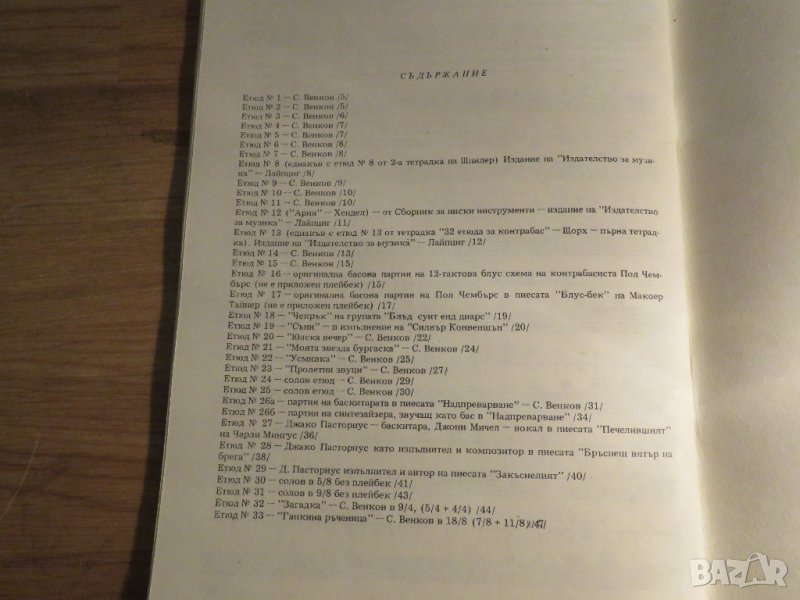 СЪДЪРЖАНИЕ
Етюд № 1 — С. Венков /5/
Етюд № 2 — С. Венков /5/
Етюд № 3 — С. Венков /6/
Етюд № 4 — С. Венков /7/
Етюд № 5 — С. Венков /7/
Етюд № 6 — С. Венков /8/
Етюд № 7 — С. Венков /8/
Етюд № 8 (еднакъв с етюд № 8 от 2-а тетрадка на Шпилер) Издание на "Издателство за музи-
ка" — Лайпциг /8/
Етюд № 9 — С. Венков /9/
Етюд № 10 — С. Венков /10/
Етюд № 11 — С. Венков /10/
Етюд № 12 ("Ария" — Хендел) — от Сборник за ниски инструменти — издание на "Издателство
за музика" — Лайпциг /11/
Етюд № 13 (еднакъв с етюд № 13 от тетрадка "32 етюда за контрабас" — Щорх — първа тетрад-
ка). Издание на "Издателство за музика" — Лайпциг /12/
Етюд № 14 — С. Венков /13/
Етюд № 15 — С. Венков /15/
Етюд № 16 — оригинална басова партия на 12-тактова блус схема на контрабасиста Пол Чем-
бърс (не е приложен плейбек) /15/
Етюд № 17 — оригинална басова партия на Пол Чембърс в пиесата "Блус-бек" на Макоер
Тайнер (не е приложен плейбек) /17/
Етюд № 18 — "Чекрък" на групата "Блъд суит енд диарс" /19/
Етюд № 19 — "Съни" — в изпълнение на "Силвър Конвеншън" /20/
Етюд № 20 — "Юлска вечер" — С. Венков /22/
Етюд № 21 — "Моята звезда бургаска" — С. Венков /24/
Етюд № 22 — "Усмивка" — С. Венков /25/
Етюд № 23 — "Пролетни звуци" — С. Венков /27/
Етюд № 24 — солов етюд — С. Венков /29/
Етюд № 25 — солов етюд — С. Венков /30/
Етюд № 26а — партия на баскитарата в пиесата "Надпреварване" — С. Венков /31/
Етюд № 26б — партия на синтезайзера, звучащ като бас в "Надпреварване" /34/
Етюд № 27 — Джако Пасториус — баскитара, Джони Мичел — вокал в пиесата "Печелившият"
на Чарли Мингус /36/
Етюд № 28 — Джако Пасториус като изпълнител и композитор в пиесата "Бръснещ вятър на
брега" /38/
Етюд № 29 — Д. Пасториус изпълнител и автор на пиесата "Закъснелият" /40/
Етюд № 30 — солов в 5/8 без плейбек /41/
Етюд № 31 — солов в 9/8 без плейбек /43/
Етюд № 32 — "Загадка" — С. Венков в 9/4, (5/4 + 4/4) /44/
Етюд № 33 — "Ганкина ръченица" — С. Венков в 18/8 (7/8 + 11/8) /47/
BAZAR